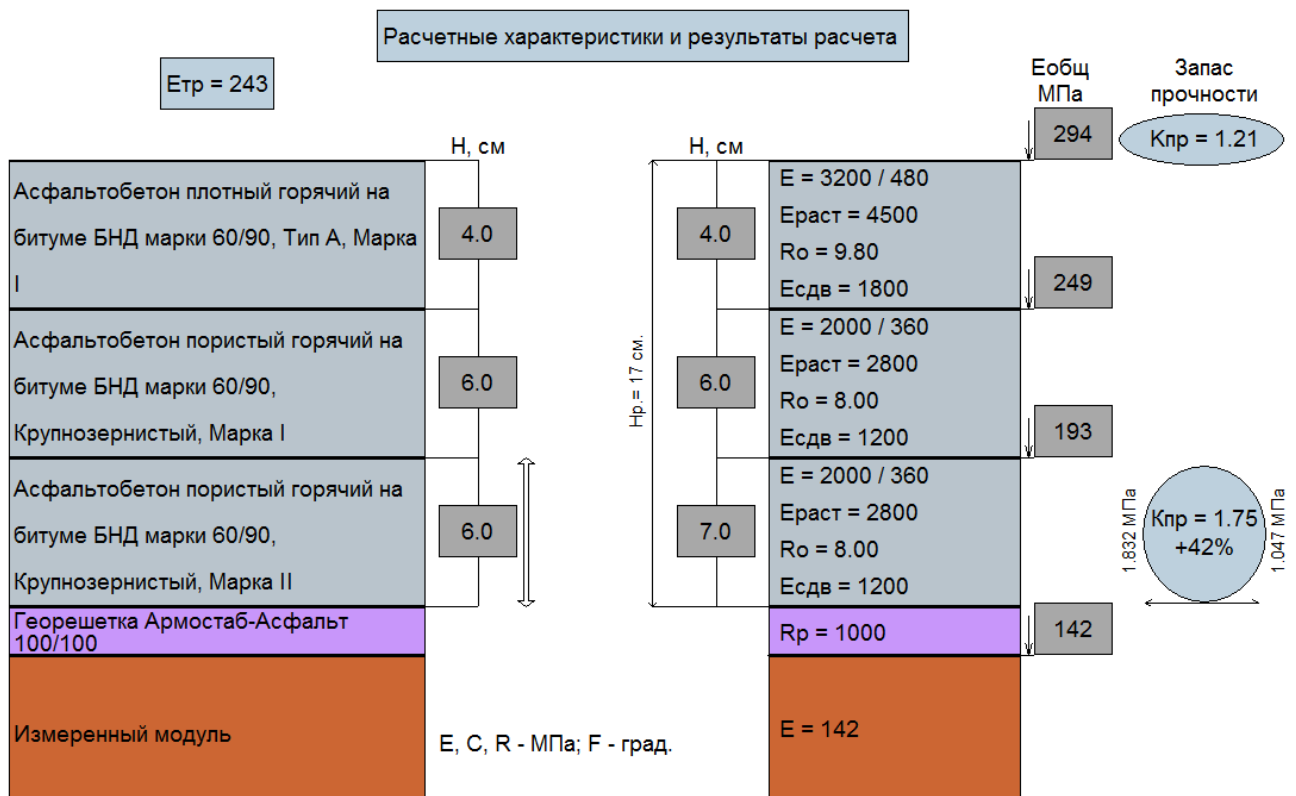 Расчетные характеристики и результаты расчета
Етр = 243
Еобщ
МПа
Запас
прочности
294
Кпр = 1.21
Н, см
Н, см
Асфальтобетон плотный горячий на
битуме БНД марки 60/90, Тип А, Марка
I
4.0
4.0
E = 3200 / 480
Ераст = 4500
Ro = 9.80
Есдв = 1800
249
Асфальтобетон пористый горячий на
битуме БНД марки 60/90,
Крупнозернистый, Марка I
6.0
Нр.= 17 см.
6.0
E = 2000 / 360
Ераст = 2800
Ro = 8.00
Есдв = 1200
193
Асфальтобетон пористый горячий на
битуме БНД марки 60/90,
Крупнозернистый, Марка II
6.0
7.0
E = 2000 / 360
Ераст = 2800
Ro = 8.00
Есдв = 1200
1.832 МПа
Кпр = 1.75
+42%
1.047 МПа
Георешетка Армостаб-Асфальт
100/100
Rp = 1000
142
Измеренный модуль
E, C, R - МПа; F - град.
E = 142